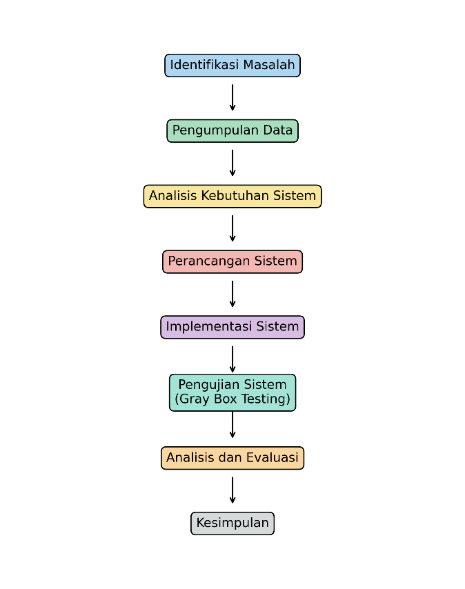 Identifikasi Masalah
Pengumpulan Data
Analisis Kebutuhan Sistem
Perancangan Sistem
Implementasi Sistem
Pengujian Sistem
(Gray Box Testing)
Analisis dan Evaluasi
Kesimpulan